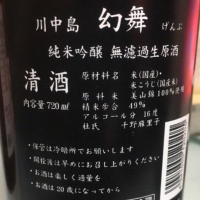 川中島 幻舞 げんぶ
純米吟醸 無濾過生原酒
清酒
内容量720ml
原材料名 米(国産)・
米こうじ(国産米)
原料米 美山錦100%使用
精米歩合 49%
アルコール分 16度
杜氏 千野麻里子
・保管は冷暗所でお願いします
・開栓後は早めにお召し上がりください
・お酒は楽しく適量を
・お酒は20歳になってから